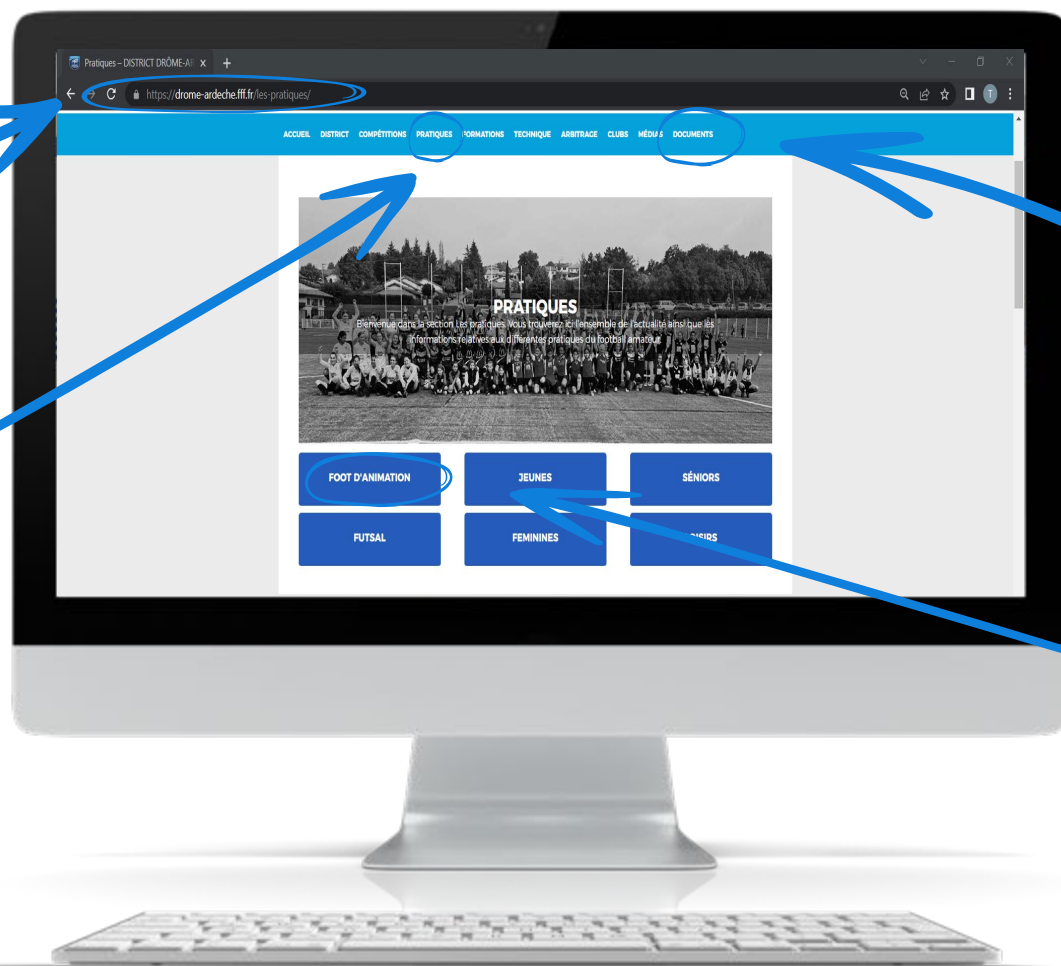 Pratiques – DISTRICT DRÔME-A
https://drome-ardeche.fff.fr/les-pratiques/
T
ACCUEIL DISTRICT COMPÉTITIONS PRATIQUES FORMATIONS TECHNIQUE ARBITRAGE CLUBS MÉDIAS DOCUMENTS
PRATIQUES
Bienvenue dans la section Les pratiques. Vous trouverez ici l'ensemble de l'actualité ainsi que les
informations relatives aux différentes pratiques du football amateur.
FOOT D'ANIMATION JEUNES SÉNIORS
FUTSAL FEMININES